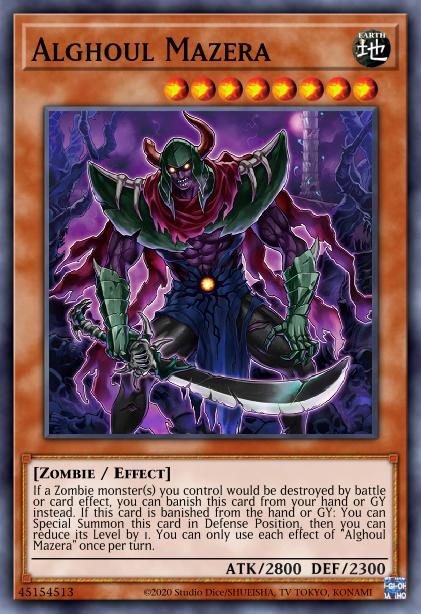 ALGHOUL MAZERA
EARTH
地
[ZOMBIE / EFFECT]
If a Zombie monster(s) you control would be destroyed by battle
or card effect, you can banish this card from your hand or GY
instead. If this card is banished from the hand or GY: You can
Special Summon this card in Defense Position, then you can
reduce its Level by 1. You can only use each effect of "Alghoul
Mazera" once per turn.
ATK/2800 DEF/2300
45154513 ©2020 Studio Dice/SHUEISHA, TV TOKYO, KONAMI